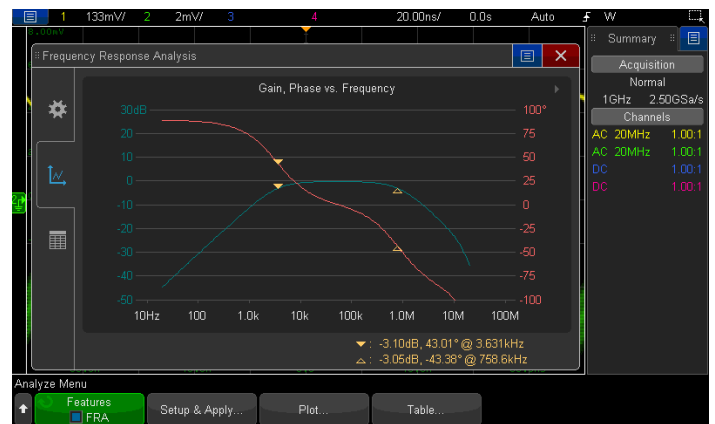 1 133mV/ 2 2mV/ 3 4 20.00ns/ 0.0s Auto W
8.00mV
Summary
Frequency Response Analysis
Acquisition
Normal
1GHz 2.50GSa/s
Channels
AC 20MHz 1.00:1
AC 20MHz 1.00:1
DC 1.00:1
DC 1.00:1
Gain, Phase vs. Frequency
30dB 100°
20 75
10 50
0 25
-10 0
-20 -25
-30 -50
-40 -75
-50 -100
10Hz 100 1.0k 10k 100k 1.0M 10M 100M
-3.10dB, 43.01° @ 3.631kHz
-3.05dB, -43.38° @ 758.6kHz
Analyze Menu
Features
FRA
Setup & Apply...
Plot...
Table...